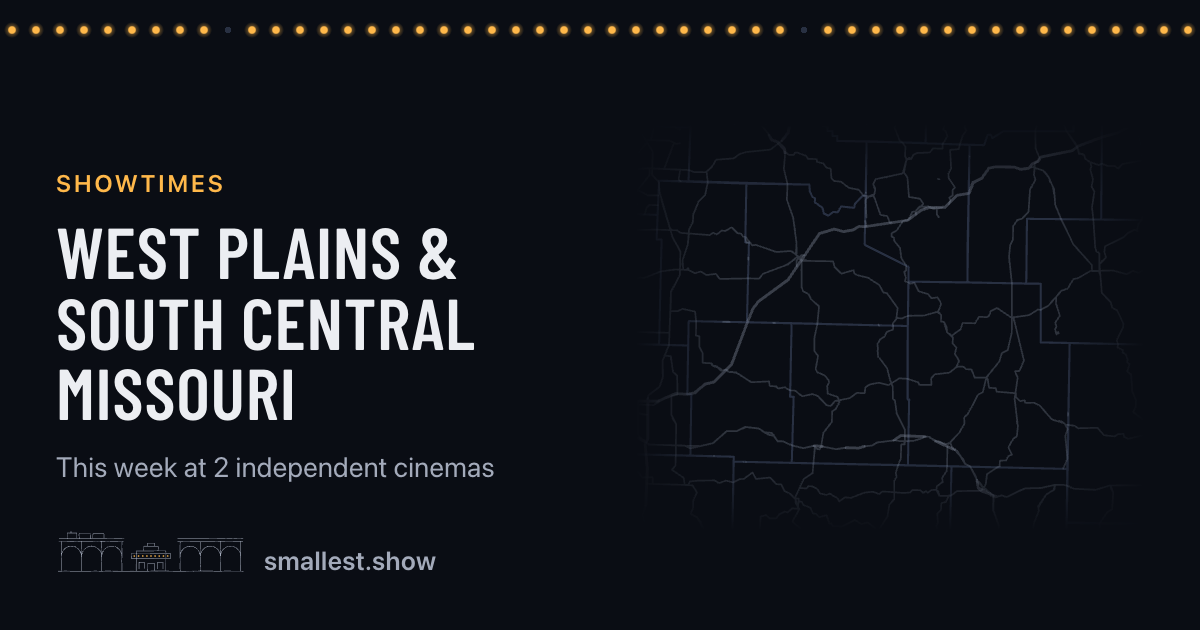 SHOWTIMES
WEST PLAINS &
SOUTH CENTRAL
MISSOURI
This week at 2 independent cinemas
smallest.show